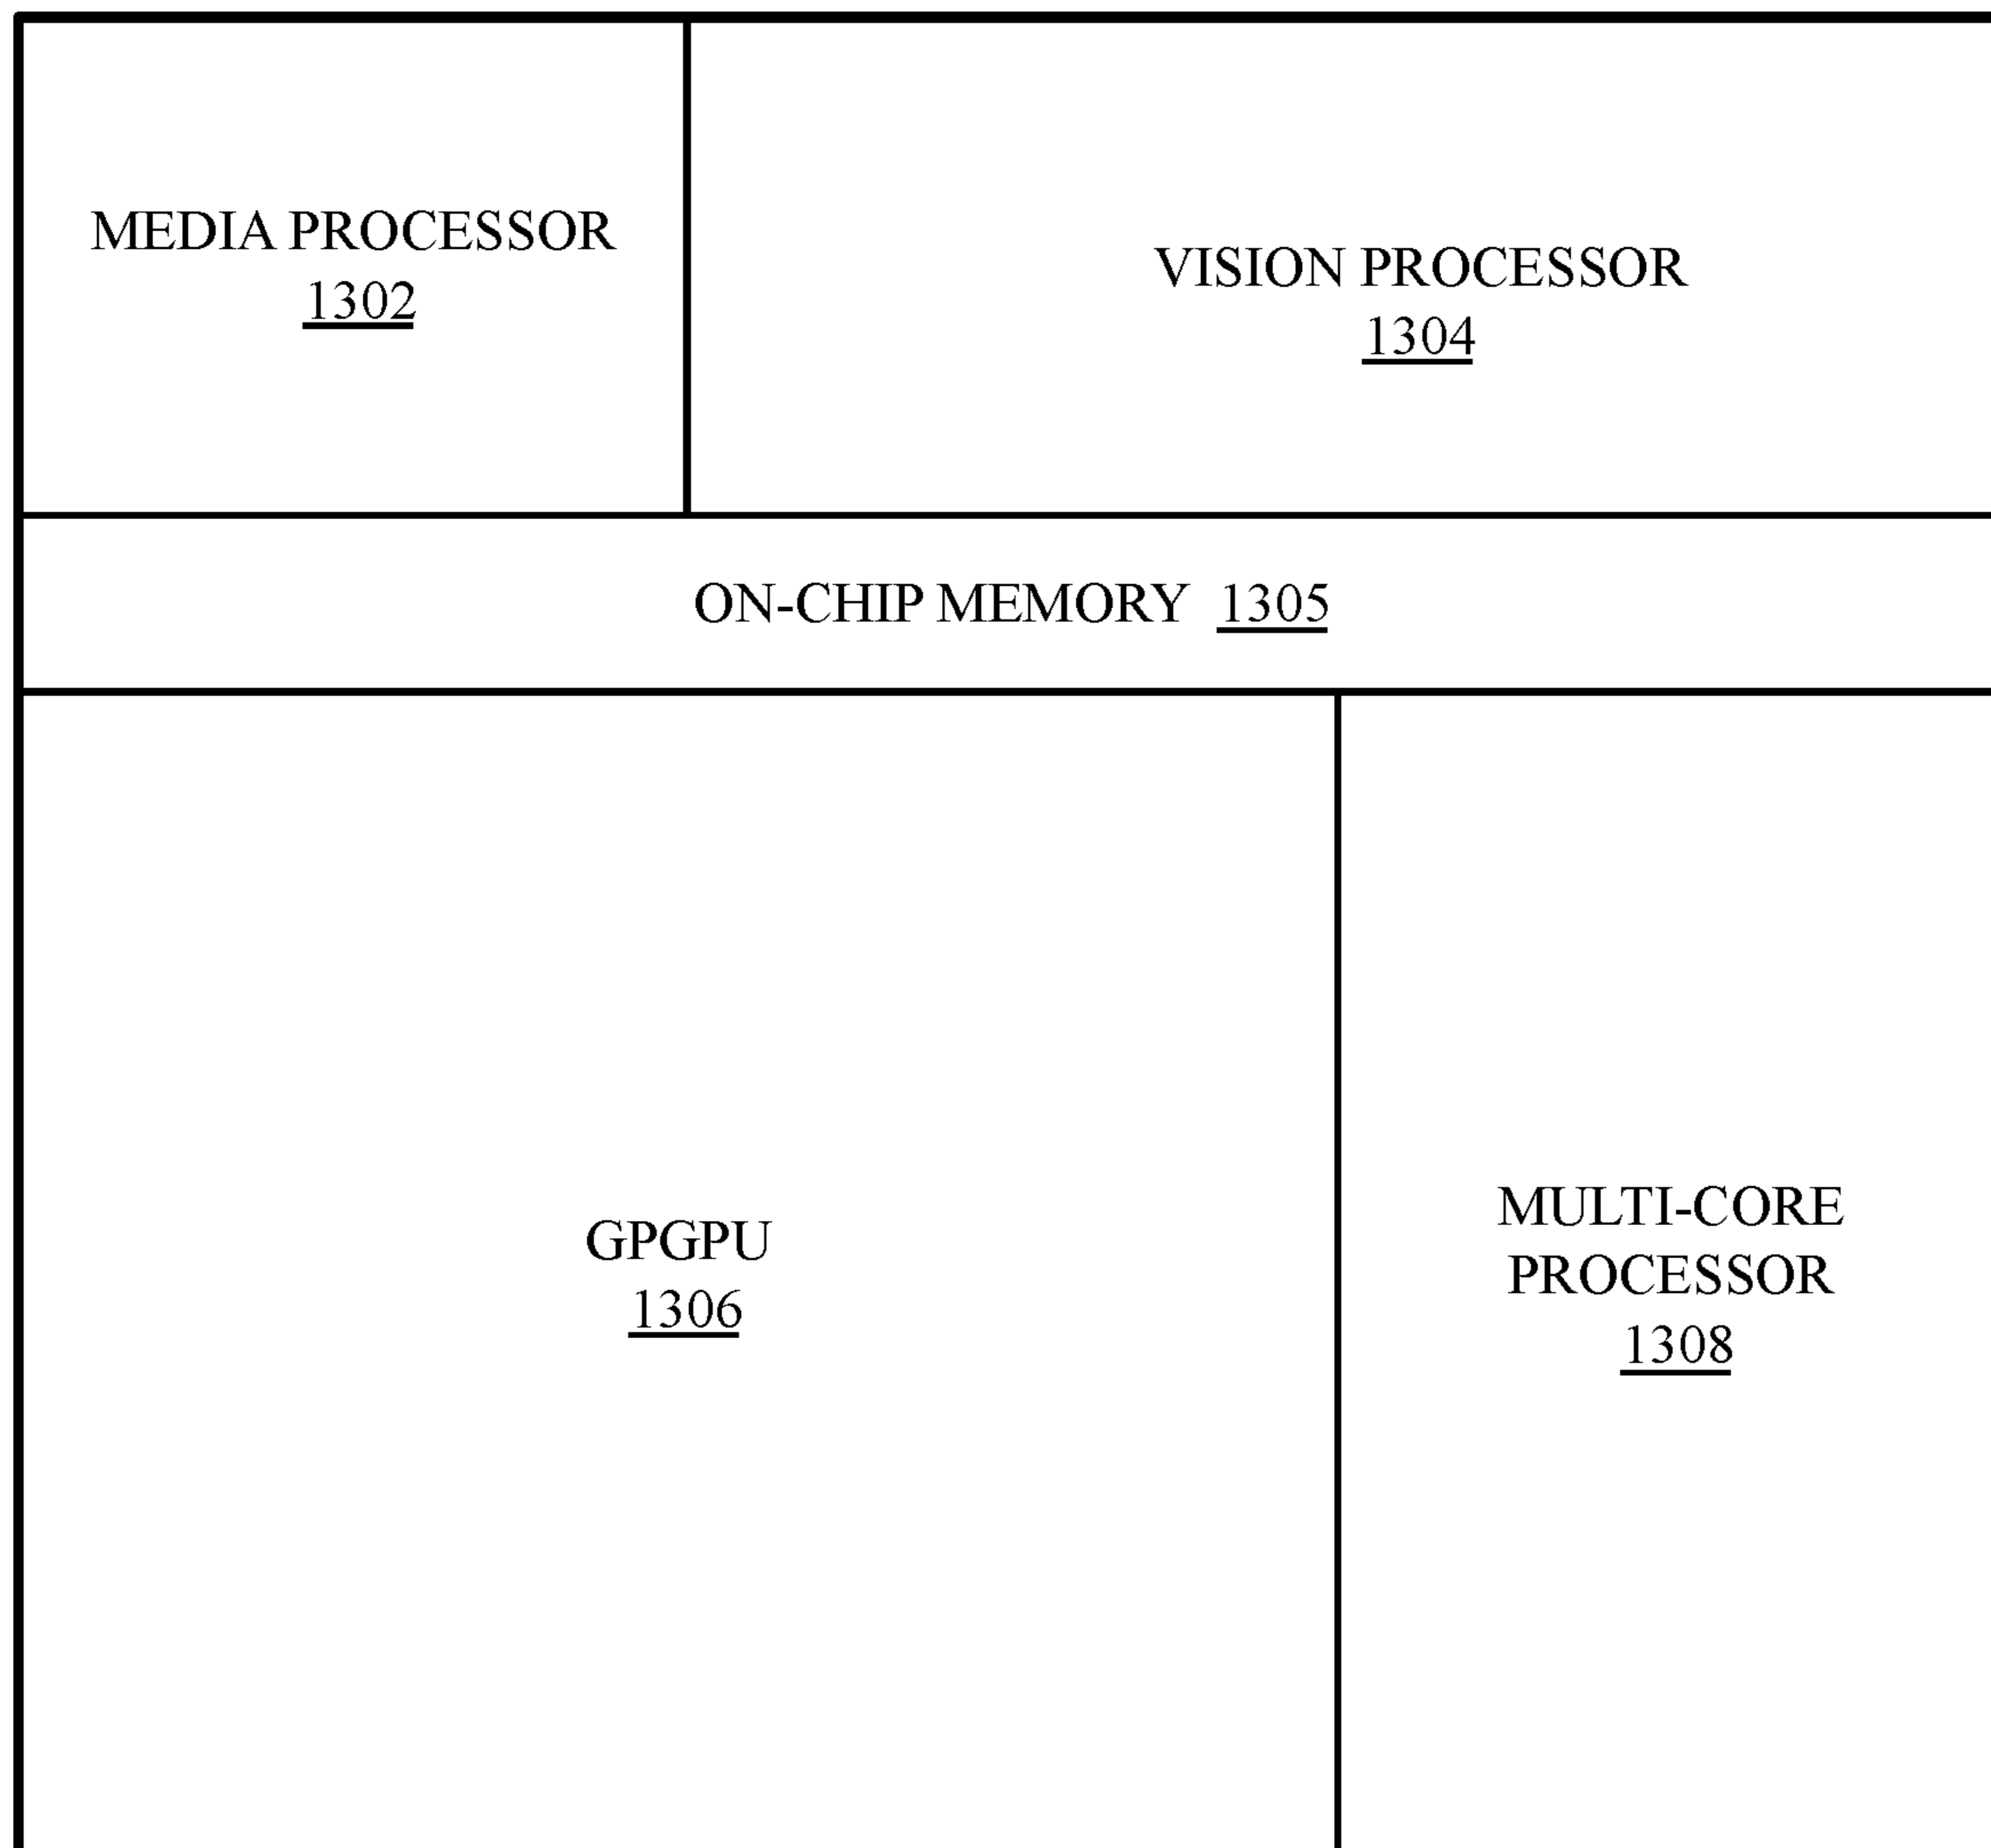 MEDIA PROCESSOR
1302
VISION PROCESSOR
1304
ON-CHIP MEMORY 1305
GPGPU
1306
MULTI-CORE
PROCESSOR
1308